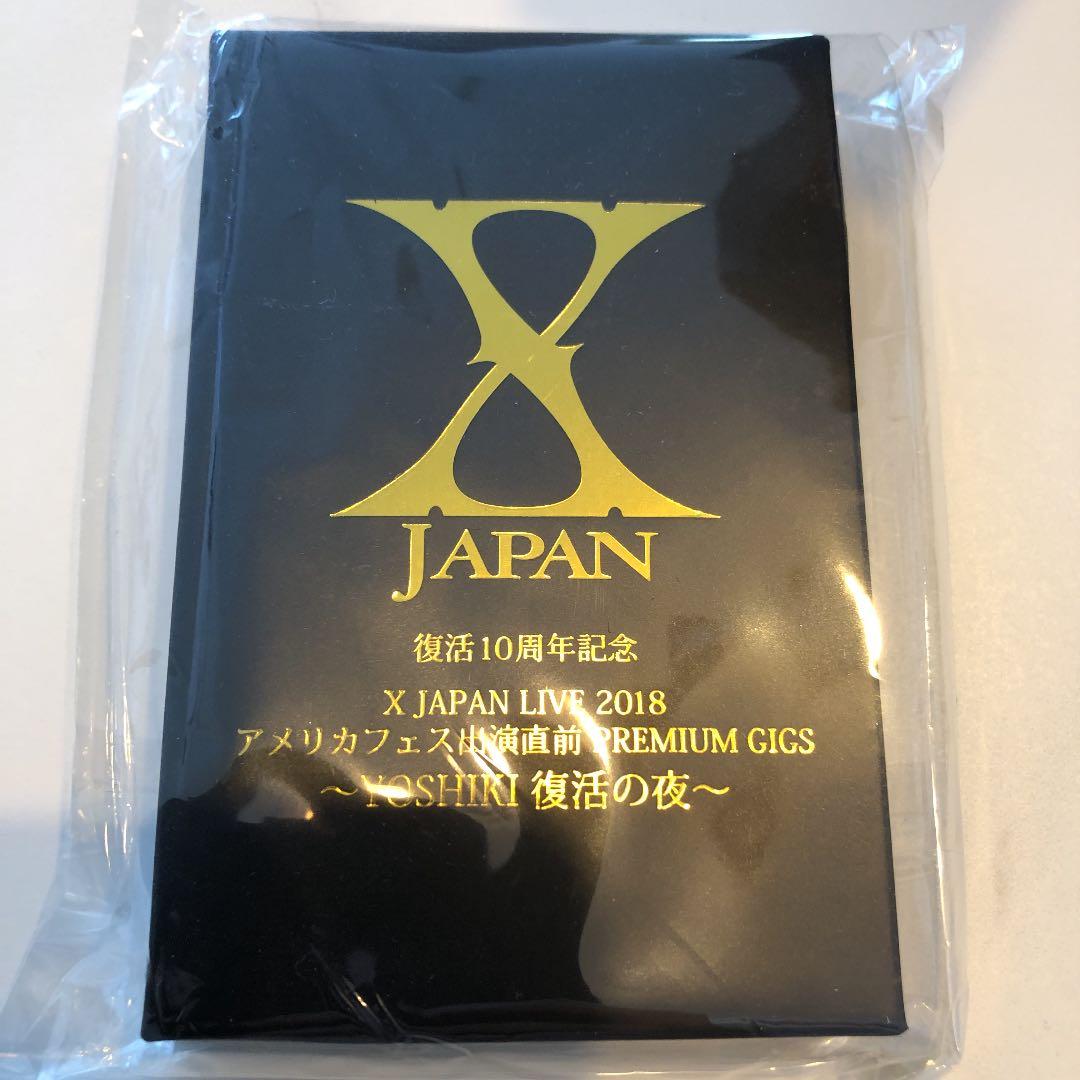 X
JAPAN
復活10周年記念
X JAPAN LIVE 2018
アメリカフェス出演直前 PREMIUM GIGS
～YOSHIKI 復活の夜～